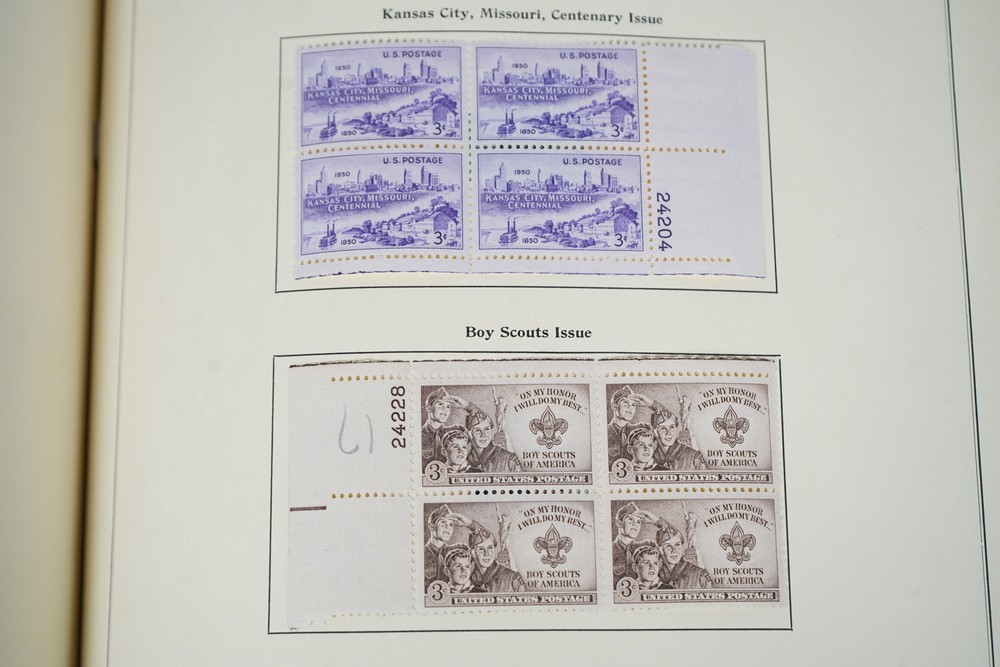 Kansas City, Missouri, Centenary Issue
U.S. POSTAGE
1950
KANSAS CITY, MISSOURI,
CENTENNIAL
1850
3¢
U.S. POSTAGE
1950
KANSAS CITY, MISSOURI,
CENTENNIAL
1850
3¢
U.S. POSTAGE
1950
KANSAS CITY, MISSOURI,
CENTENNIAL
1850
3¢
U.S. POSTAGE
1950
KANSAS CITY, MISSOURI,
CENTENNIAL
1850
3¢
24204
Boy Scouts Issue
24228
"ON MY HONOR
I WILL DO MY BEST..."
BOY SCOUTS
OF AMERICA
3¢
UNITED STATES POSTAGE
"ON MY HONOR
I WILL DO MY BEST..."
BOY SCOUTS
OF AMERICA
3¢
UNITED STATES POSTAGE
"ON MY HONOR
I WILL DO MY BEST..."
BOY SCOUTS
OF AMERICA
3¢
UNITED STATES POSTAGE
"ON MY HONOR
I WILL DO MY BEST..."
BOY SCOUTS
OF AMERICA
3¢
UNITED STATES POSTAGE